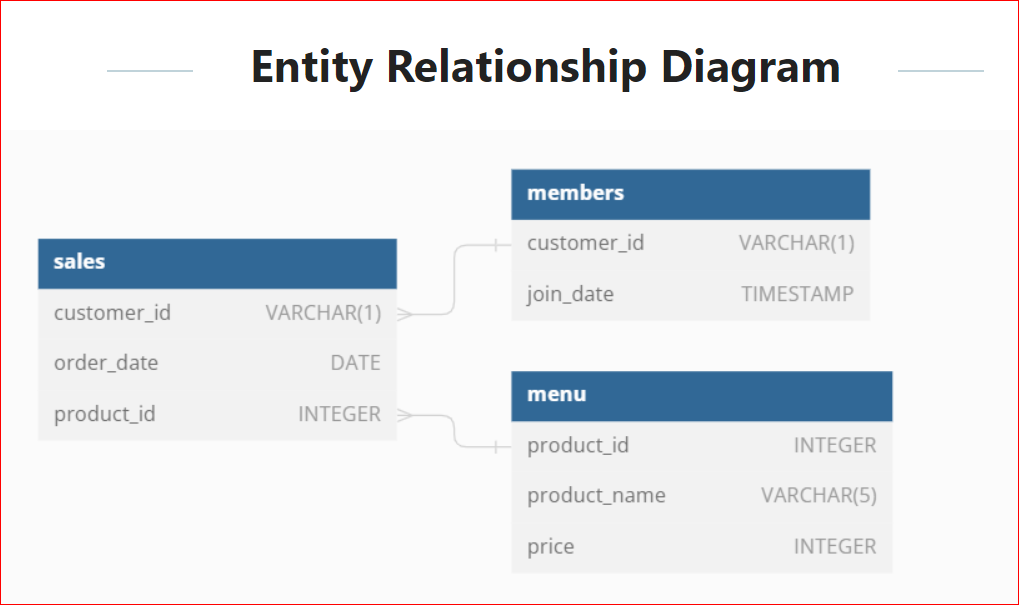 Entity Relationship Diagram
sales
customer_id VARCHAR(1)
order_date DATE
product_id INTEGER
members
customer_id VARCHAR(1)
join_date TIMESTAMP
menu
product_id INTEGER
product_name VARCHAR(5)
price INTEGER